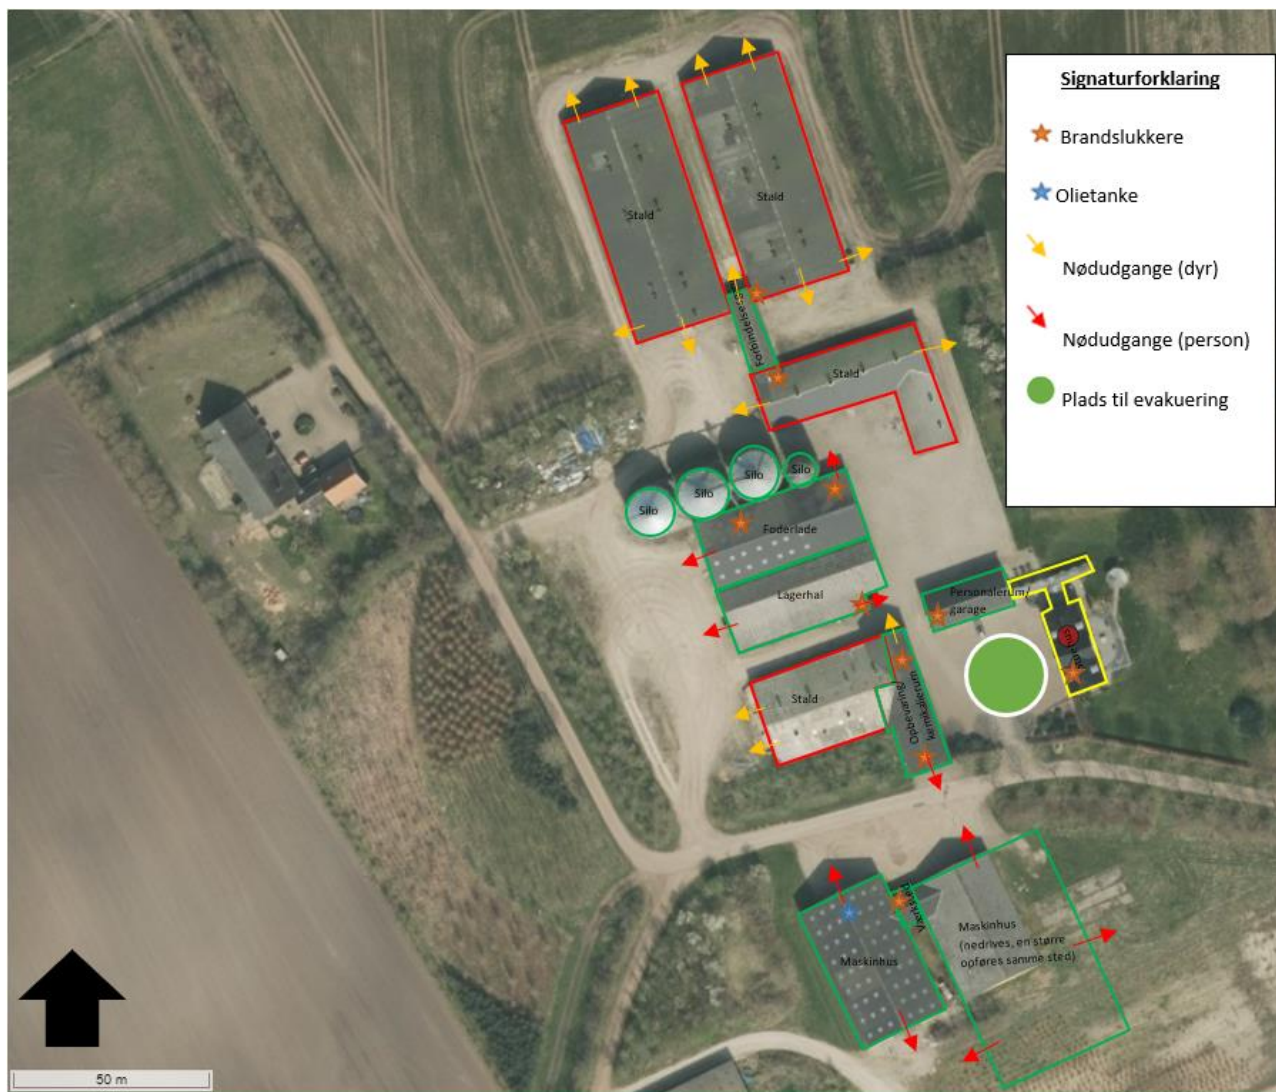 Signaturforklaring
Brandslukkere
Olietanke
Nødudgange (dyr)
Nødudgange (person)
Plads til evakuering
Stald
Stald
Stald
Silo
Silo
Silo
Silo
Foderlade
Lagerhal
Personalerum/
garage
Stald
Opbevaring/
kemikalierum
Værksted
Maskinhus
Maskinhus
(nedrives, en større
opføres samme sted)
50 m